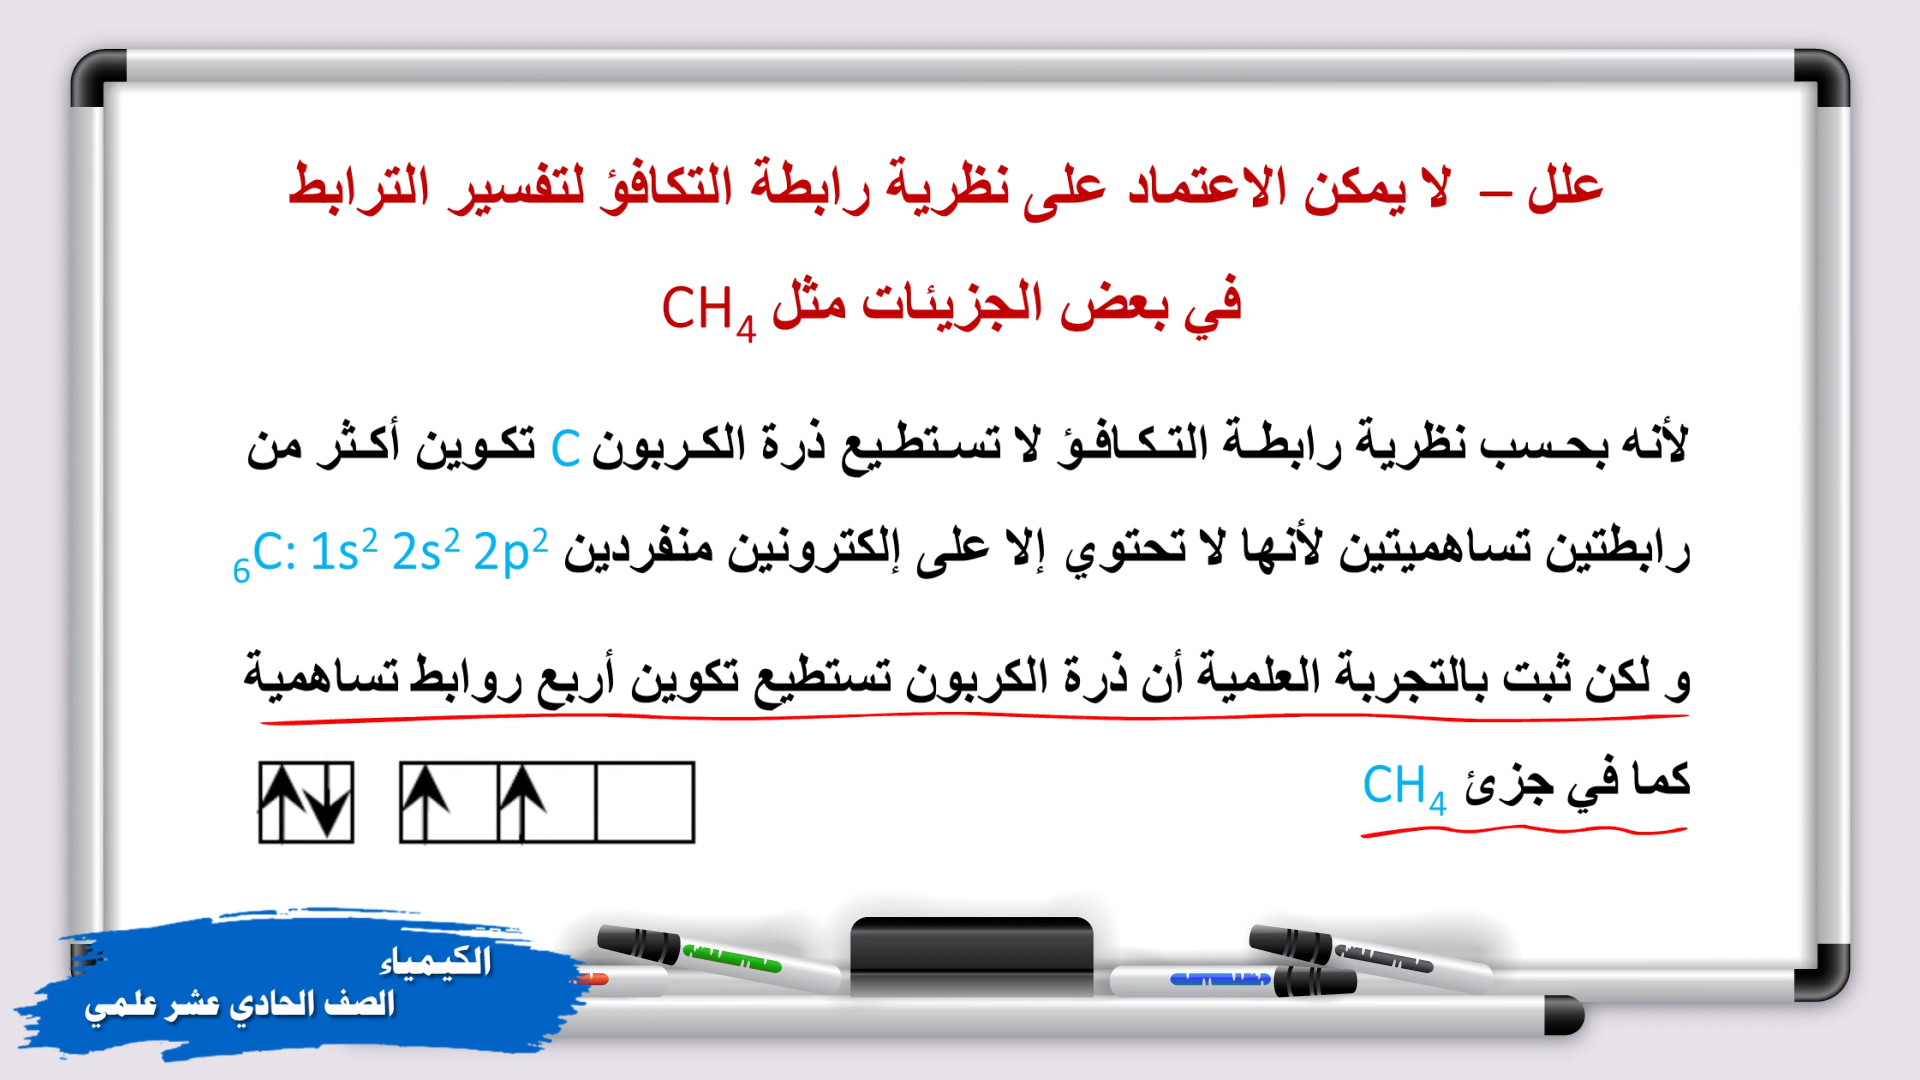 علل – لا يمكن الاعتماد على نظرية رابطة التكافؤ لتفسير الترابط
في بعض الجزيئات مثل CH₄
لأنه بحسب نظرية رابطة التكافؤ لا تستطيع ذرة الكربون C تكوين أكثر من
رابطتين تساهميتين لأنها لا تحتوي إلا على إلكترونين منفردين ₆C: 1s² 2s² 2p²
و لكن ثبت بالتجربة العلمية أن ذرة الكربون تستطيع تكوين أربع روابط تساهمية
كما في جزئ CH₄
الكيمياء
الصف الحادي عشر علمي